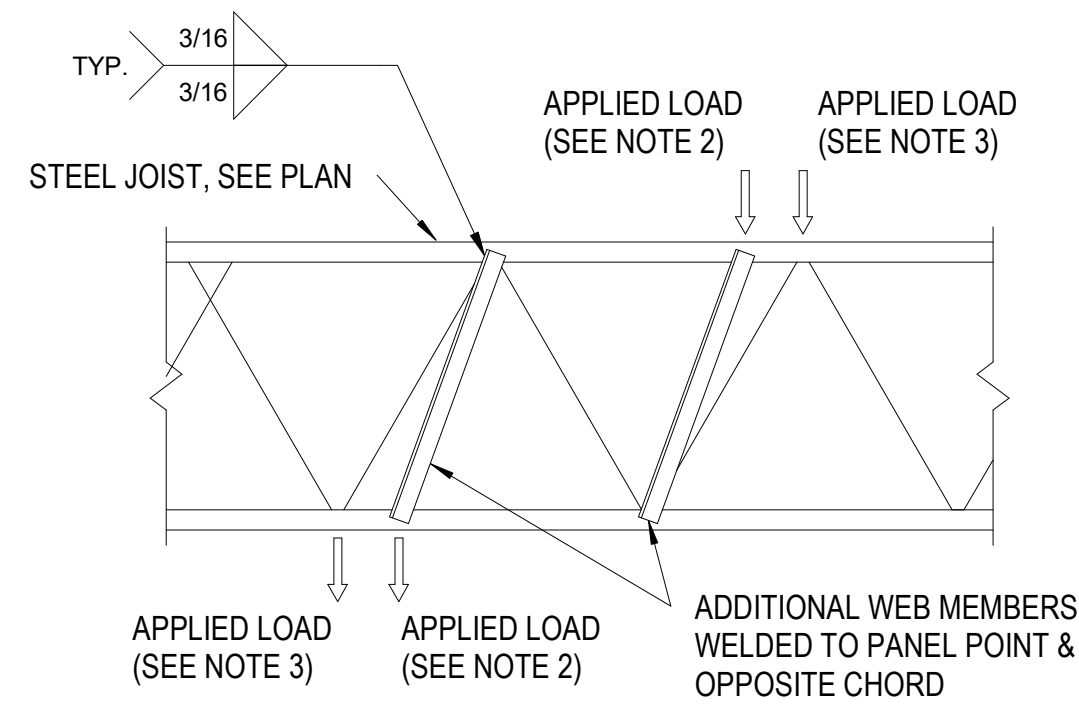 3/16
TYP.
3/16
APPLIED LOAD
(SEE NOTE 2)
APPLIED LOAD
(SEE NOTE 3)
STEEL JOIST, SEE PLAN
APPLIED LOAD
(SEE NOTE 3)
APPLIED LOAD
(SEE NOTE 2)
ADDITIONAL WEB MEMBERS
WELDED TO PANEL POINT &
OPPOSITE CHORD